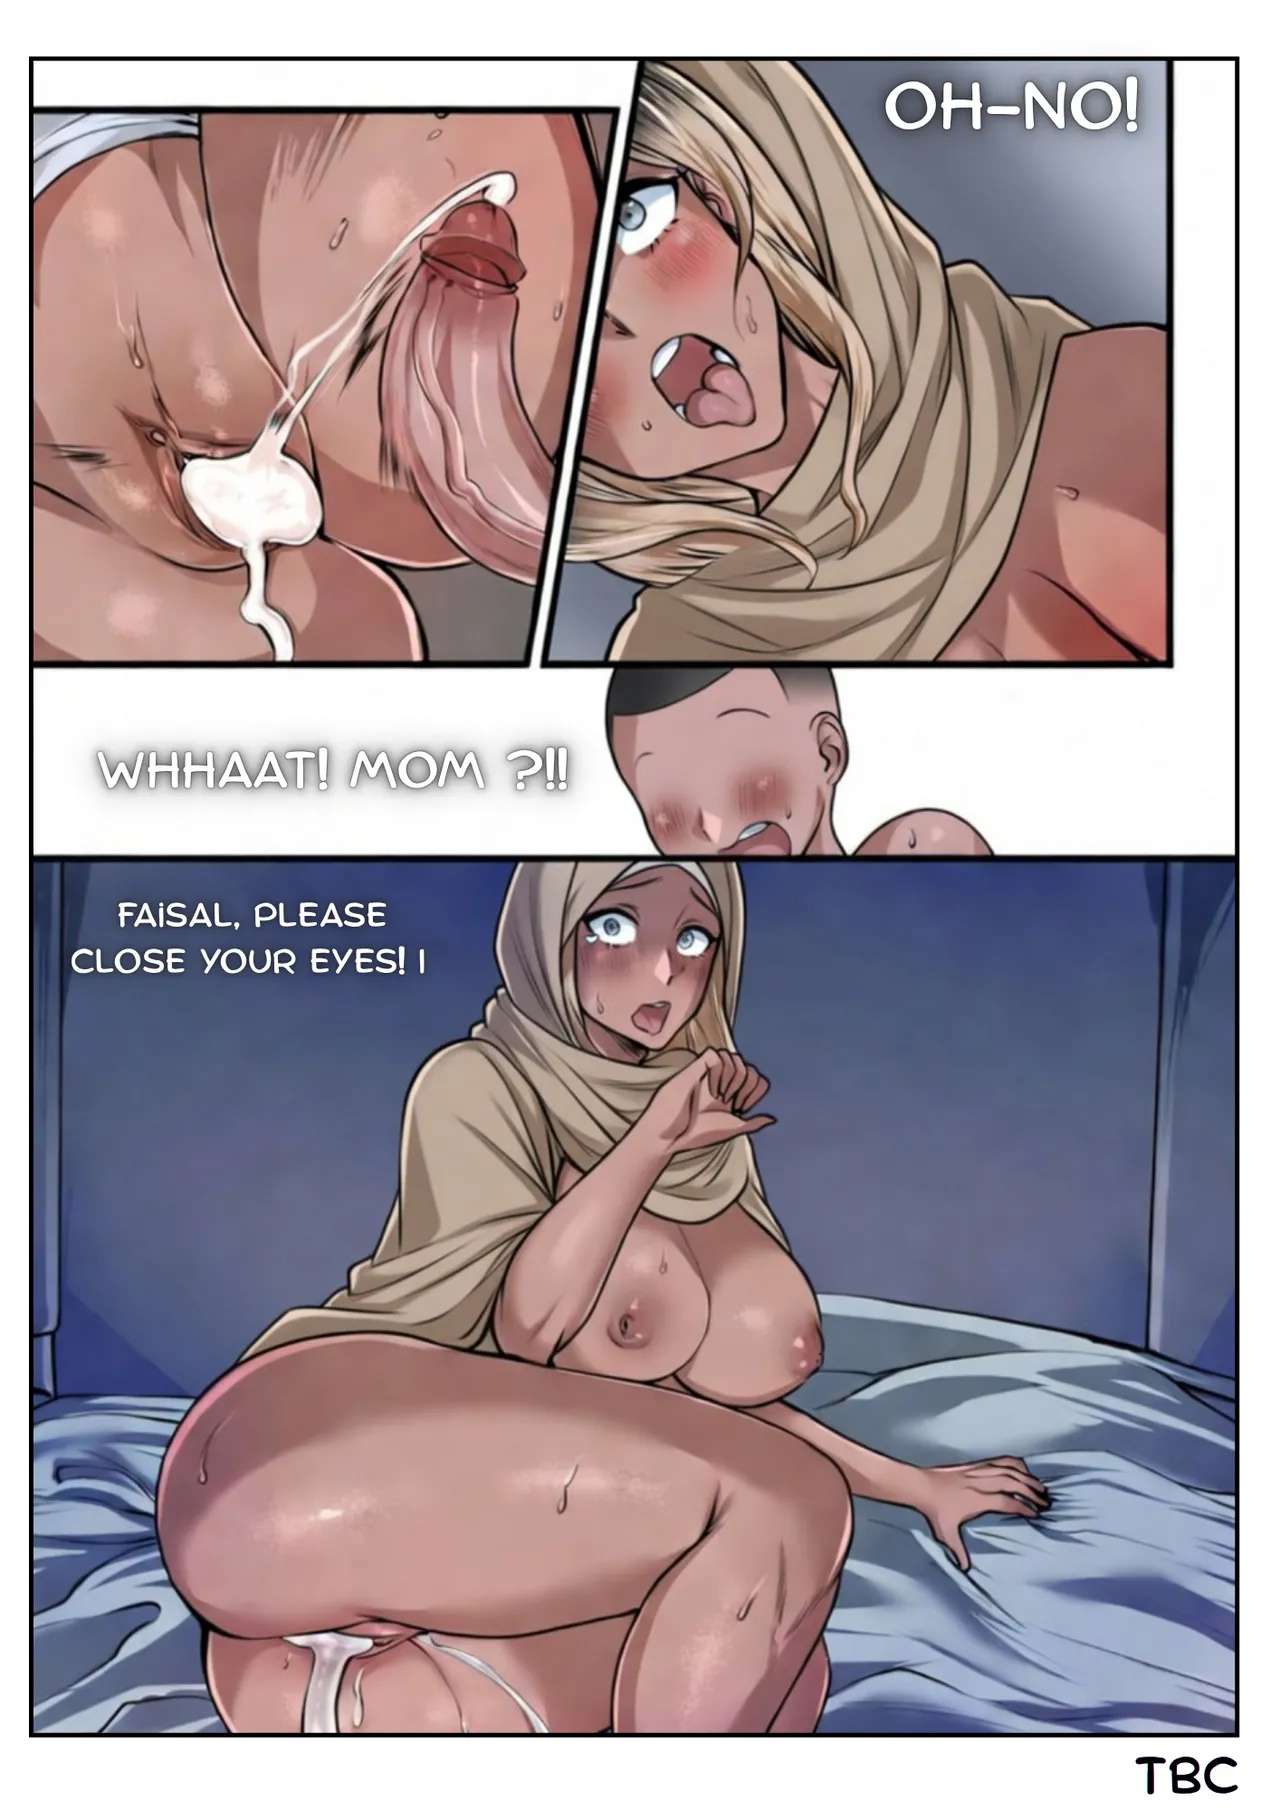 OH-NO!
WHHAAT! MOM ?!!
FAISAL, PLEASE
CLOSE YOUR EYES! I
TBC